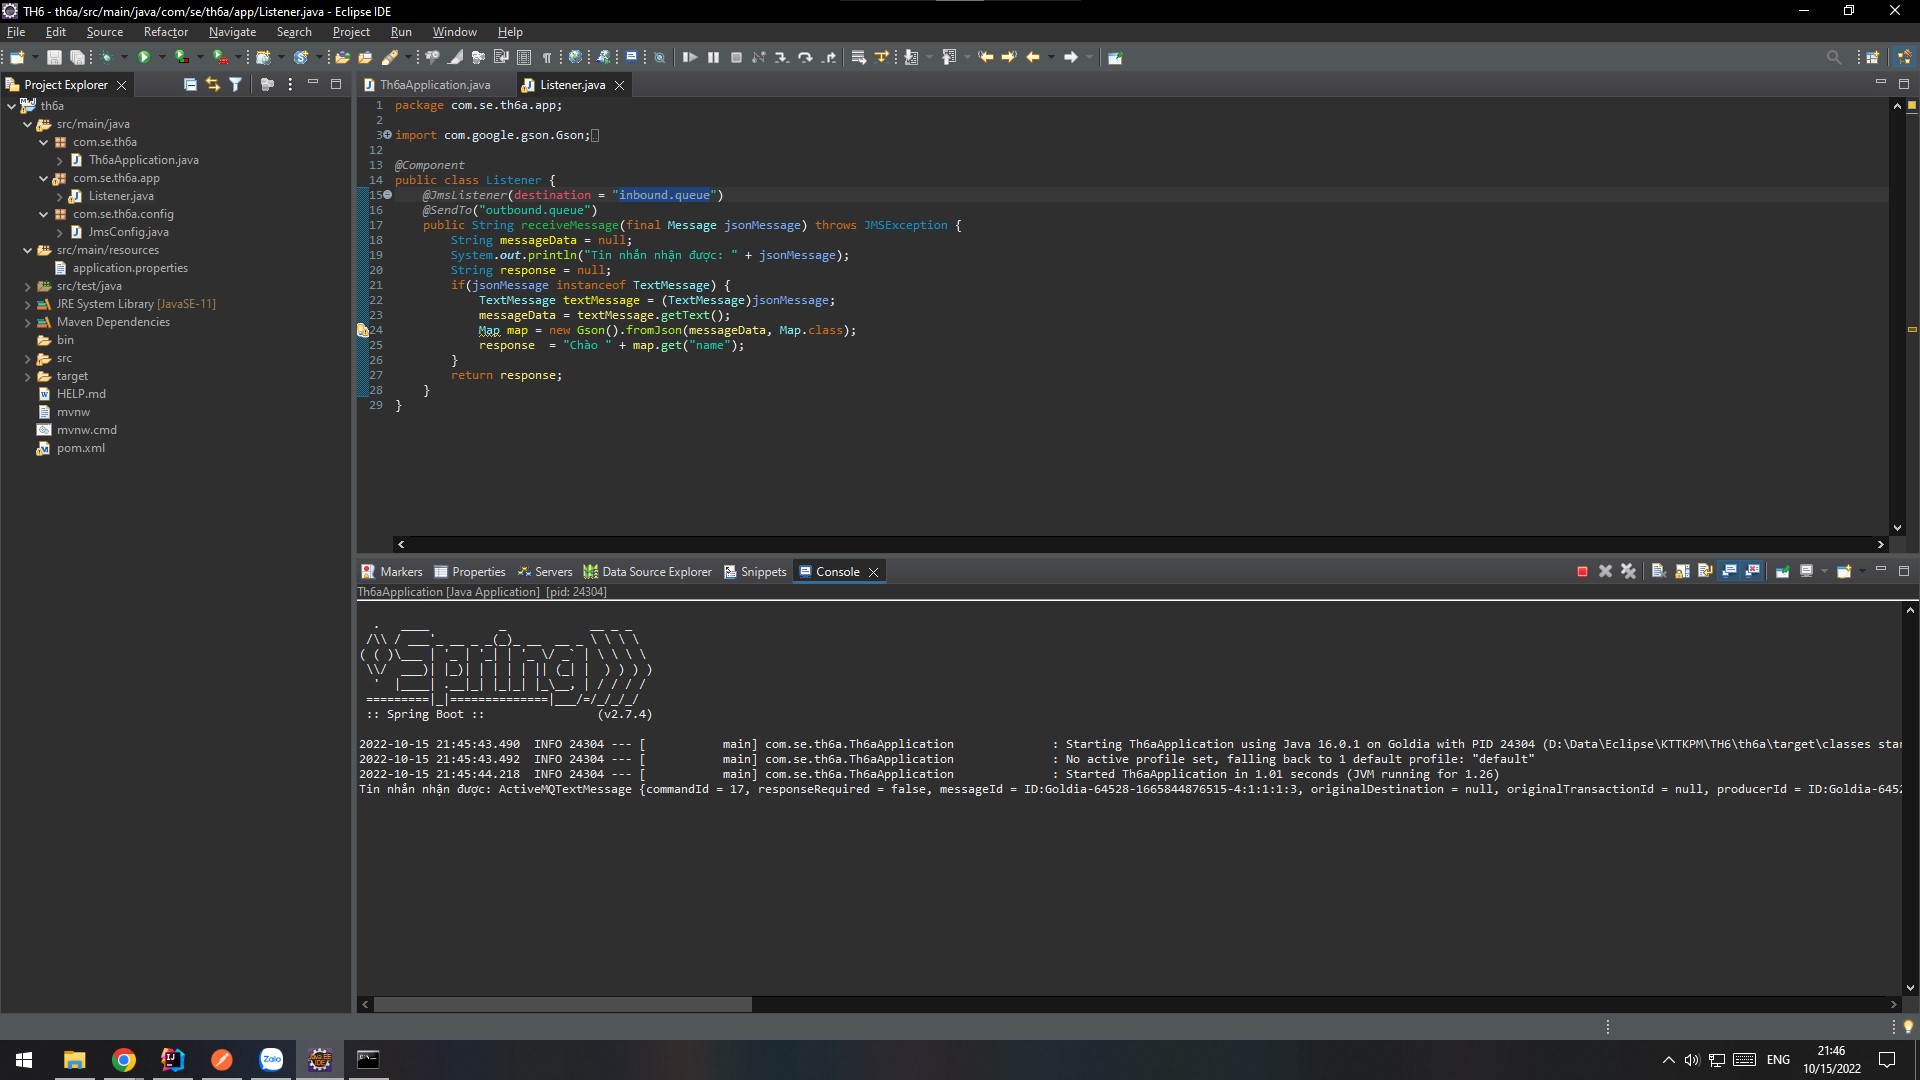 TH6 - th6a/src/main/java/com/se/th6a/app/Listener.java - Eclipse IDE
File Edit Source Refactor Navigate Search Project Run Window Help
Project Explorer
th6a
src/main/java
com.se.th6a
Th6aApplication.java
com.se.th6a.app
Listener.java
com.se.th6a.config
JmsConfig.java
src/main/resources
application.properties
src/test/java
JRE System Library [JavaSE-11]
Maven Dependencies
bin
src
target
HELP.md
mvnw
mvnw.cmd
pom.xml
Th6aApplication.java Listener.java
1 package com.se.th6a.app;
2
3 import com.google.gson.Gson;
12
13 @Component
14 public class Listener {
15 @JmsListener(destination = "inbound.queue")
16 @SendTo("outbound.queue")
17 public String receiveMessage(final Message jsonMessage) throws JMSException {
18 String messageData = null;
19 System.out.println("Tin nhắn nhận được: " + jsonMessage);
20 String response = null;
21 if(jsonMessage instanceof TextMessage) {
22 TextMessage textMessage = (TextMessage)jsonMessage;
23 messageData = textMessage.getText();
24 Map map = new Gson().fromJson(messageData, Map.class);
25 response  = "Chào " + map.get("name");
26 }
27 return response;
28 }
29 }
Markers Properties Servers Data Source Explorer Snippets Console
Th6aApplication [Java Application] [pid: 24304]
:: Spring Boot :: (v2.7.4)
2022-10-15 21:45:43.490  INFO 24304 --- [           main] com.se.th6a.Th6aApplication              : Starting Th6aApplication using Java 16.0.1 on Goldia with PID 24304 (D:\Data\Eclipse\KTTKPM\TH6\th6a\target\classes star
2022-10-15 21:45:43.492  INFO 24304 --- [           main] com.se.th6a.Th6aApplication              : No active profile set, falling back to 1 default profile: "default"
2022-10-15 21:45:44.218  INFO 24304 --- [           main] com.se.th6a.Th6aApplication              : Started Th6aApplication in 1.01 seconds (JVM running for 1.26)
Tin nhắn nhận được: ActiveMQTextMessage {commandId = 17, responseRequired = false, messageId = ID:Goldia-64528-1665844876515-4:1:1:1:3, originalDestination = null, originalTransactionId = null, producerId = ID:Goldia-6452
Zalo
ENG
21:46
10/15/2022